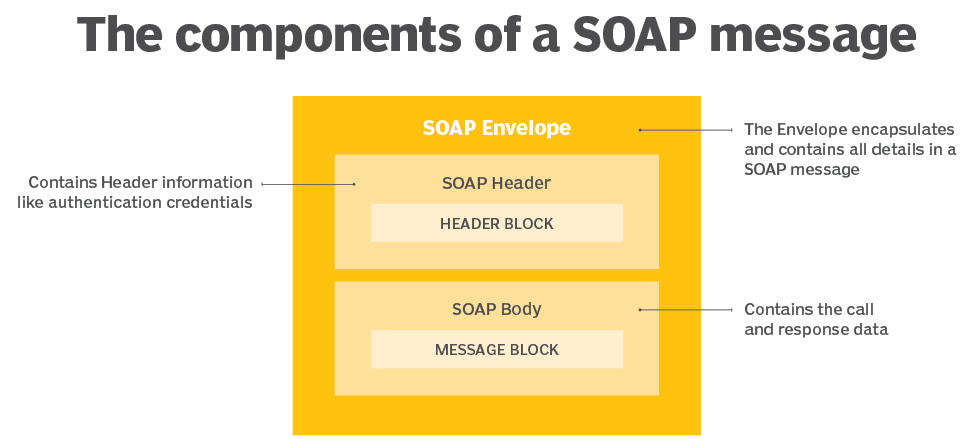 The components of a SOAP message
SOAP Envelope
The Envelope encapsulates
and contains all details in a
SOAP message
Contains Header information
like authentication credentials
SOAP Header
HEADER BLOCK
SOAP Body
MESSAGE BLOCK
Contains the call
and response data